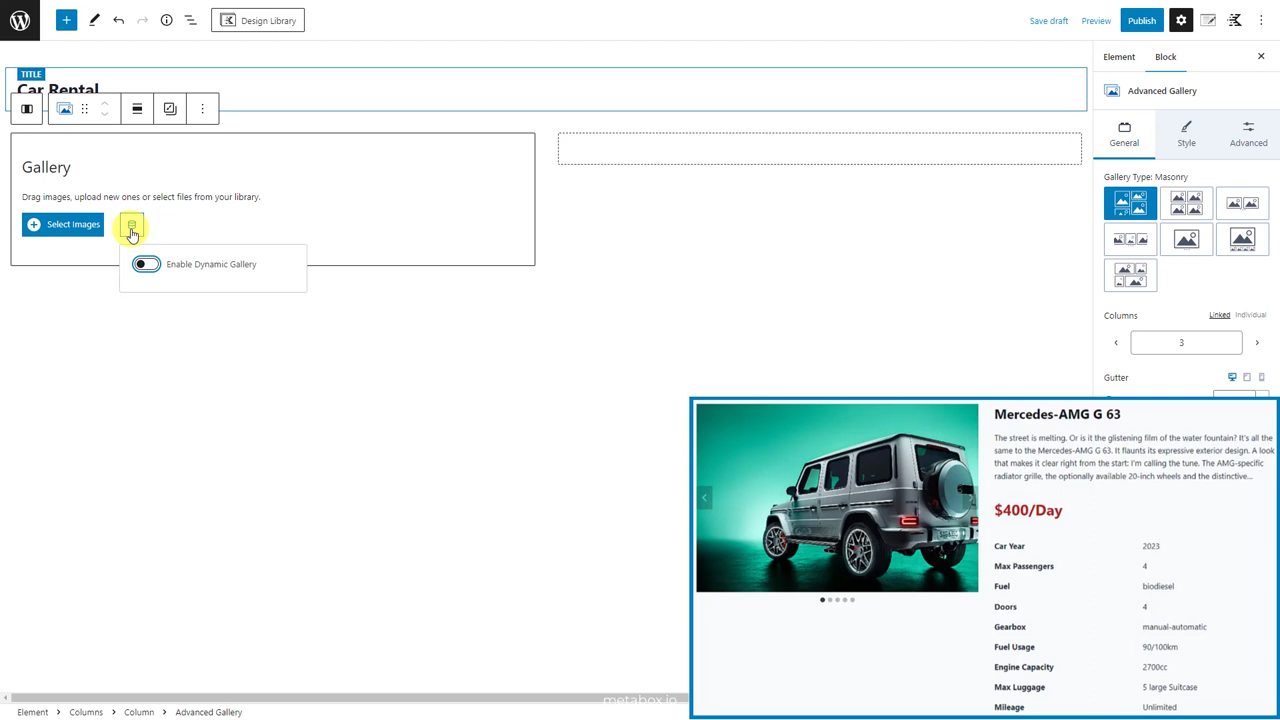 Design Library
Save draft
Preview
Publish
TITLE
Car Rental
Element
Block
Advanced Gallery
General
Style
Advanced
Gallery
Drag images, upload new ones or select files from your library.
Select Images
Enable Dynamic Gallery
Gallery Type: Masonry
Columns
Linked
Individual
3
Gutter
Mercedes-AMG G 63
The street is melting. Or is it the glistening film of the water fountain? It's all the
same to the Mercedes-AMG G 63. It flaunts its expressive exterior design. A look
that makes it clear right from the start: I'm calling the tune. The AMG-specific
radiator grille, the optionally available 20-inch wheels and the distinctive...
$400/Day
Car Year 2023
Max Passengers 4
Fuel biodiesel
Doors 4
Gearbox manual-automatic
Fuel Usage 90/100km
Engine Capacity 2700cc
Max Luggage 5 large Suitcase
Mileage Unlimited
metabox.io
Element > Columns > Column > Advanced Gallery